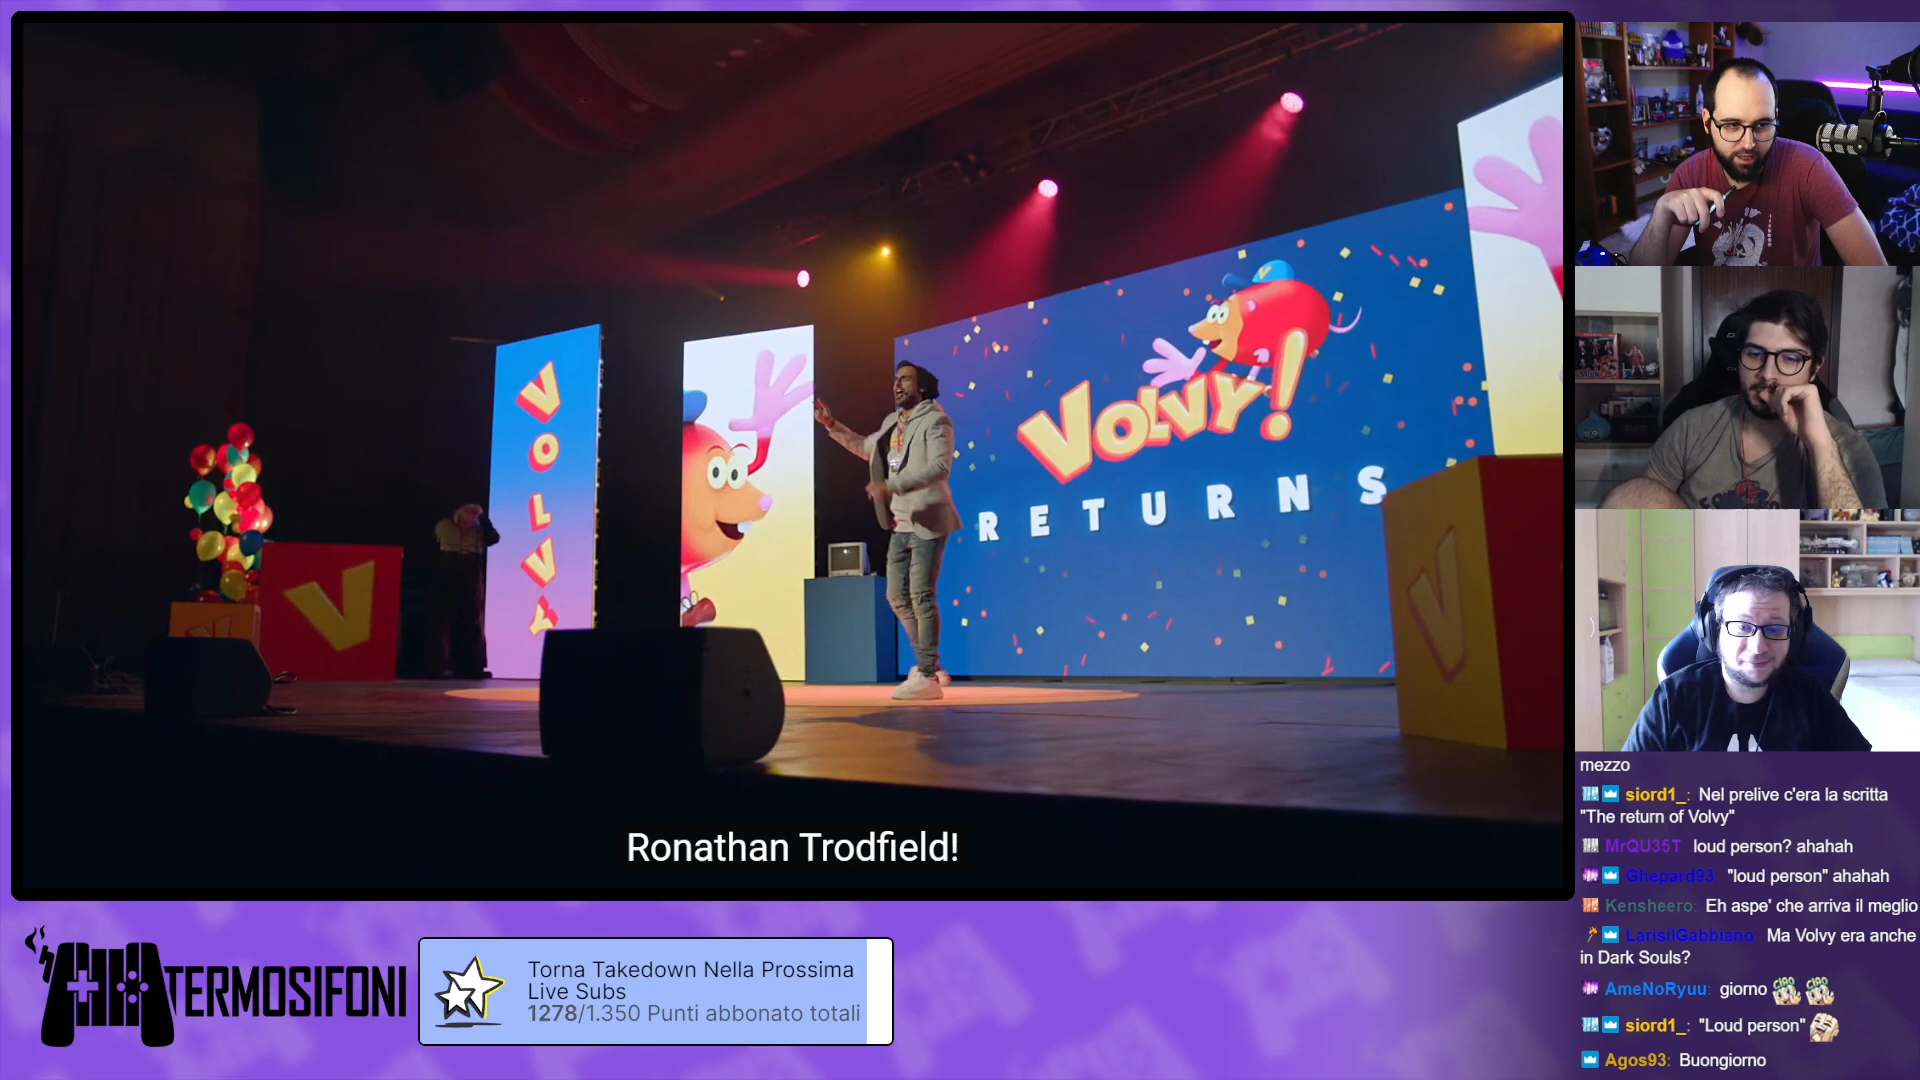 VOLVY
VOLVY!
RETURNS
V
V
Ronathan Trodfield!
TERMOSIFONI
Torna Takedown Nella Prossima
Live Subs
1278/1.350 Punti abbonato totali
mezzo
siord1_: Nel prelive c'era la scritta
"The return of Volvy"
MrQU35T: loud person? ahahah
Ghepard93: "loud person" ahahah
Kensheero: Eh aspe' che arriva il meglio
LarisilGabbiano: Ma Volvy era anche
in Dark Souls?
AmeNoRyuu: giorno CIAO CIAO
siord1_: "Loud person"
Agos93: Buongiorno